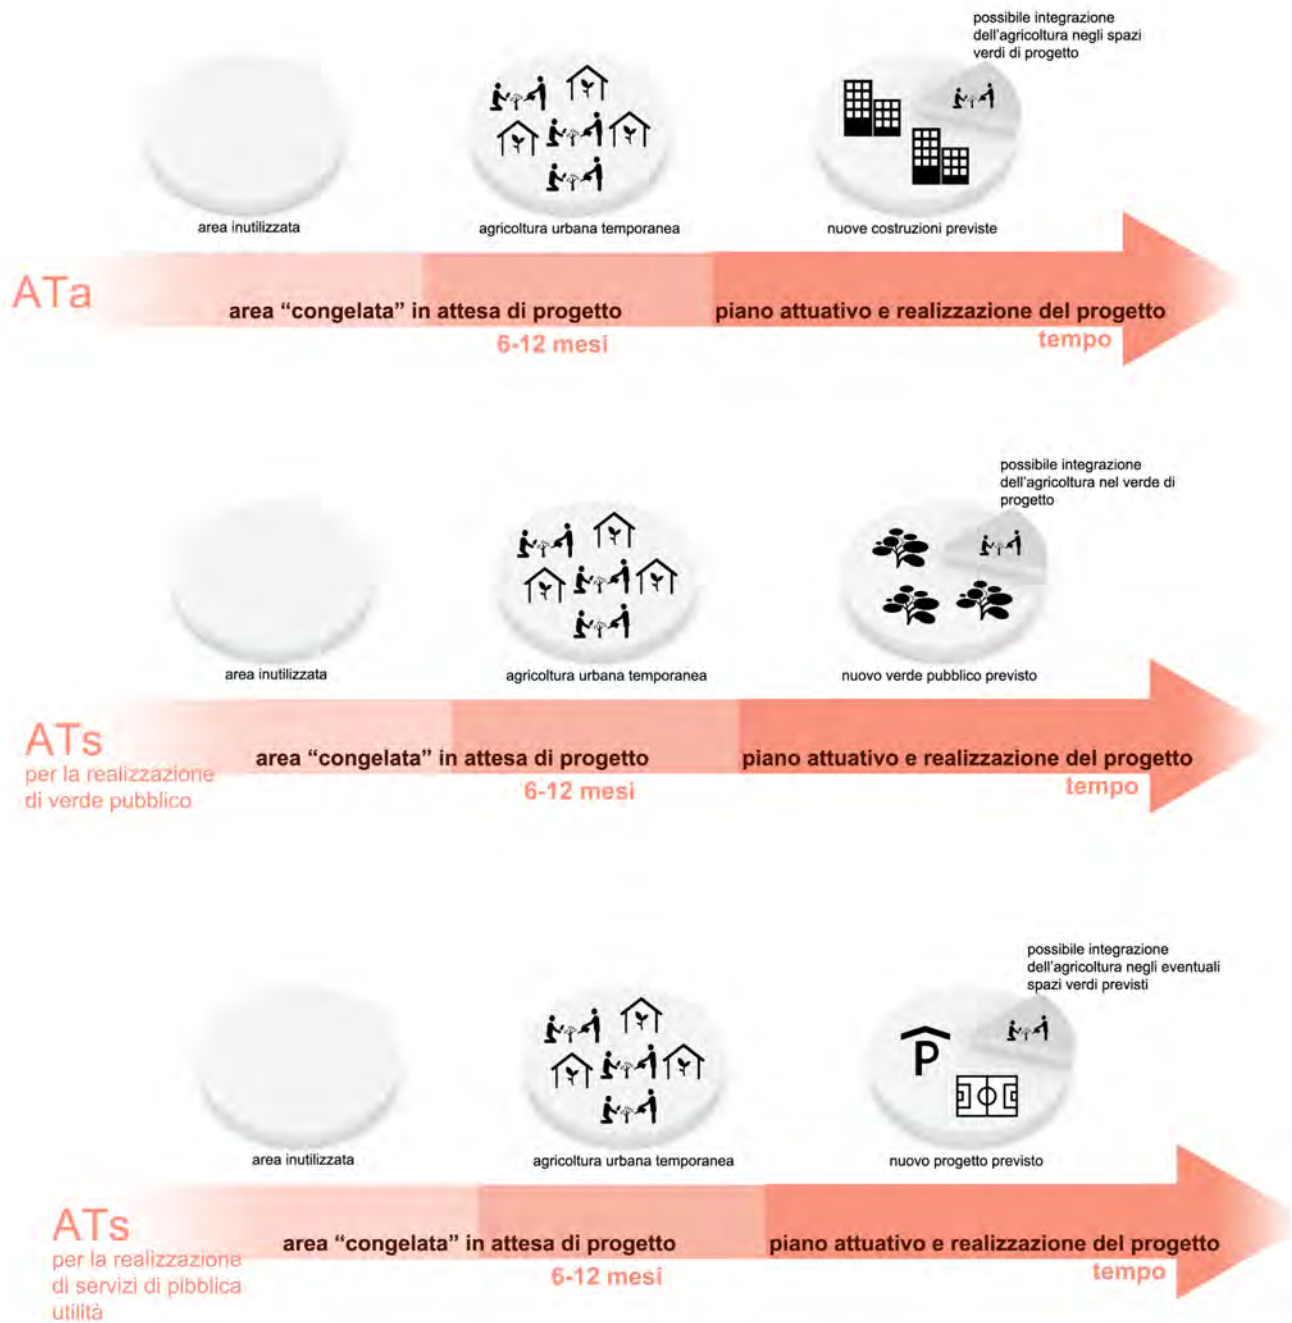 possibile integrazione
dell'agricoltura negli spazi
verdi di progetto
area inutilizzata
agricoltura urbana temporanea
nuove costruzioni previste
ATa
area “congelata” in attesa di progetto
piano attuativo e realizzazione del progetto
6-12 mesi
tempo
possibile integrazione
dell'agricoltura nel verde di
progetto
area inutilizzata
agricoltura urbana temporanea
nuovo verde pubblico previsto
ATs
per la realizzazione
di verde pubblico
area “congelata” in attesa di progetto
piano attuativo e realizzazione del progetto
6-12 mesi
tempo
possibile integrazione
dell'agricoltura negli eventuali
spazi verdi previsti
P
area inutilizzata
agricoltura urbana temporanea
nuovo progetto previsto
ATs
per la realizzazione
di servizi di pibblica
utilità
area “congelata” in attesa di progetto
piano attuativo e realizzazione del progetto
6-12 mesi
tempo